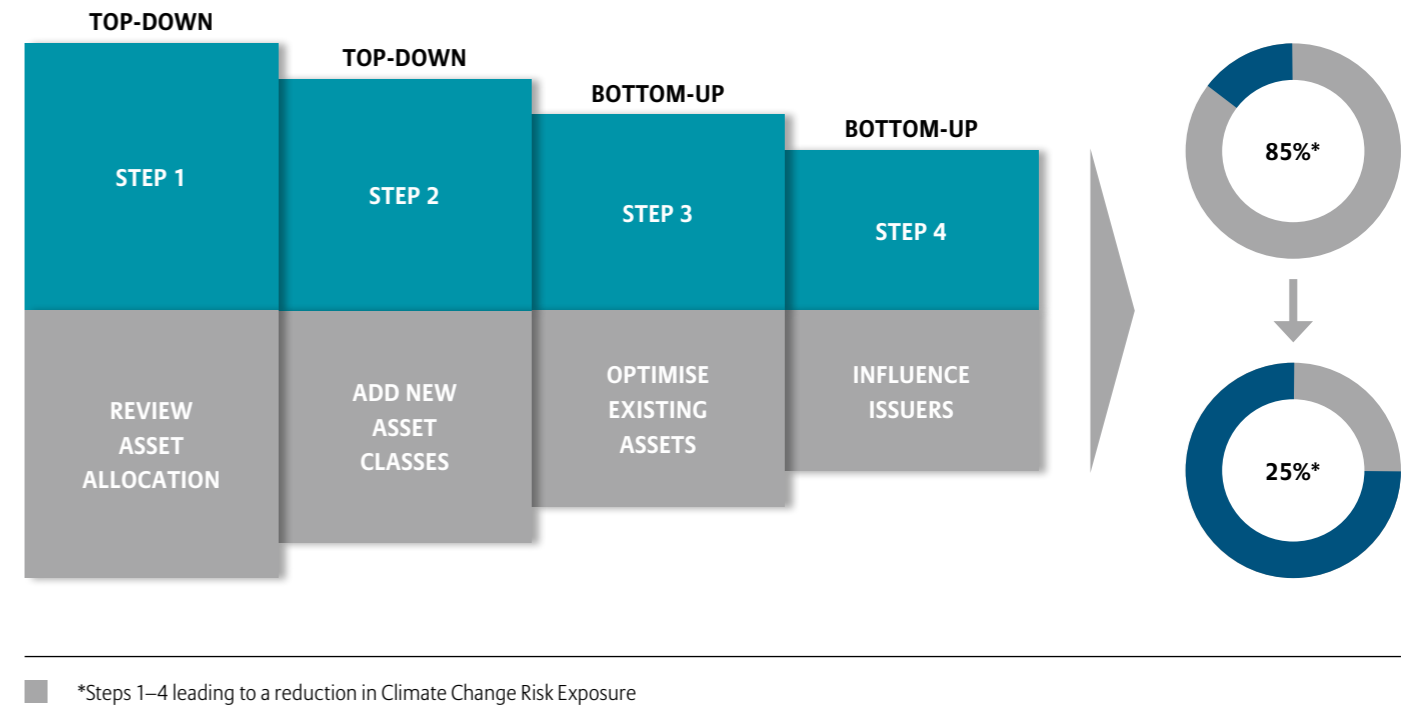 TOP-DOWN
STEP 1
REVIEW
ASSET
ALLOCATION
TOP-DOWN
STEP 2
ADD NEW
ASSET
CLASSES
BOTTOM-UP
STEP 3
OPTIMISE
EXISTING
ASSETS
BOTTOM-UP
STEP 4
INFLUENCE
ISSUERS
85%*
25%*
*Steps 1–4 leading to a reduction in Climate Change Risk Exposure